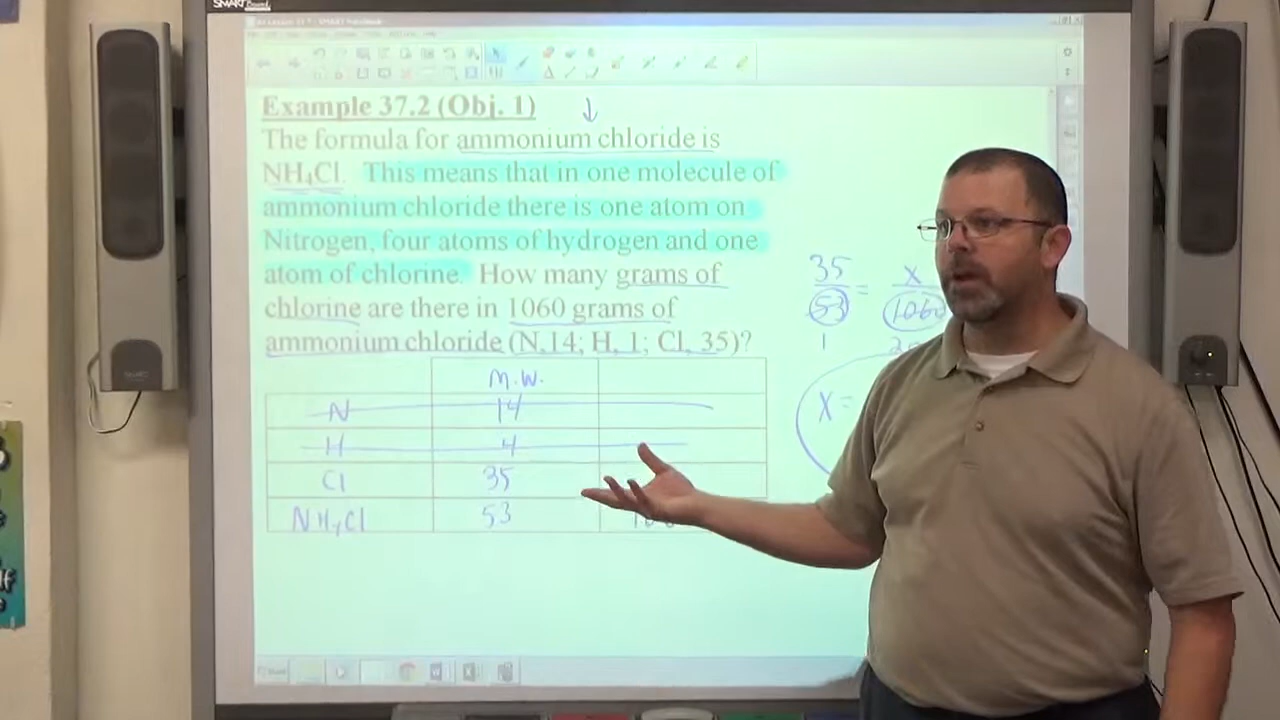 SMART Board
Example 37.2 (Obj. 1)
↓
The formula for ammonium chloride is
NH₄Cl. This means that in one molecule of
ammonium chloride there is one atom on
Nitrogen, four atoms of hydrogen and one
atom of chlorine. How many grams of
chlorine are there in 1060 grams of
ammonium chloride (N,14; H, 1; Cl, 35)?
M.W.
N 14
H 4
Cl 35
NH₄Cl 53
35 = x
53 1060
1
X =
SMART